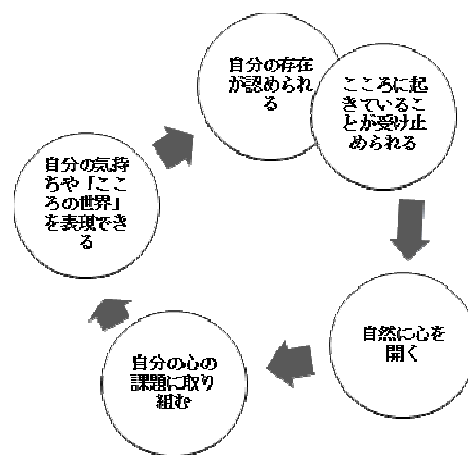 自分の存在
が認められ
る
こころに起
きているこ
とが受け止
められる
自然に心を
開く
自分の心の
課題に取り
組む
自分の気持
ちや「ここ
ろの世界」
を表現でき
る